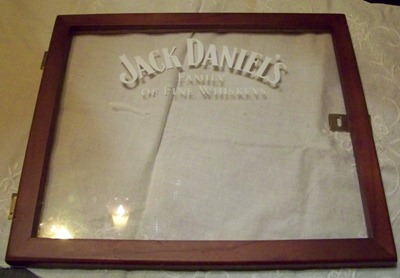 JACK DANIEL'S
FAMILY
OF FINE WHISKEYS